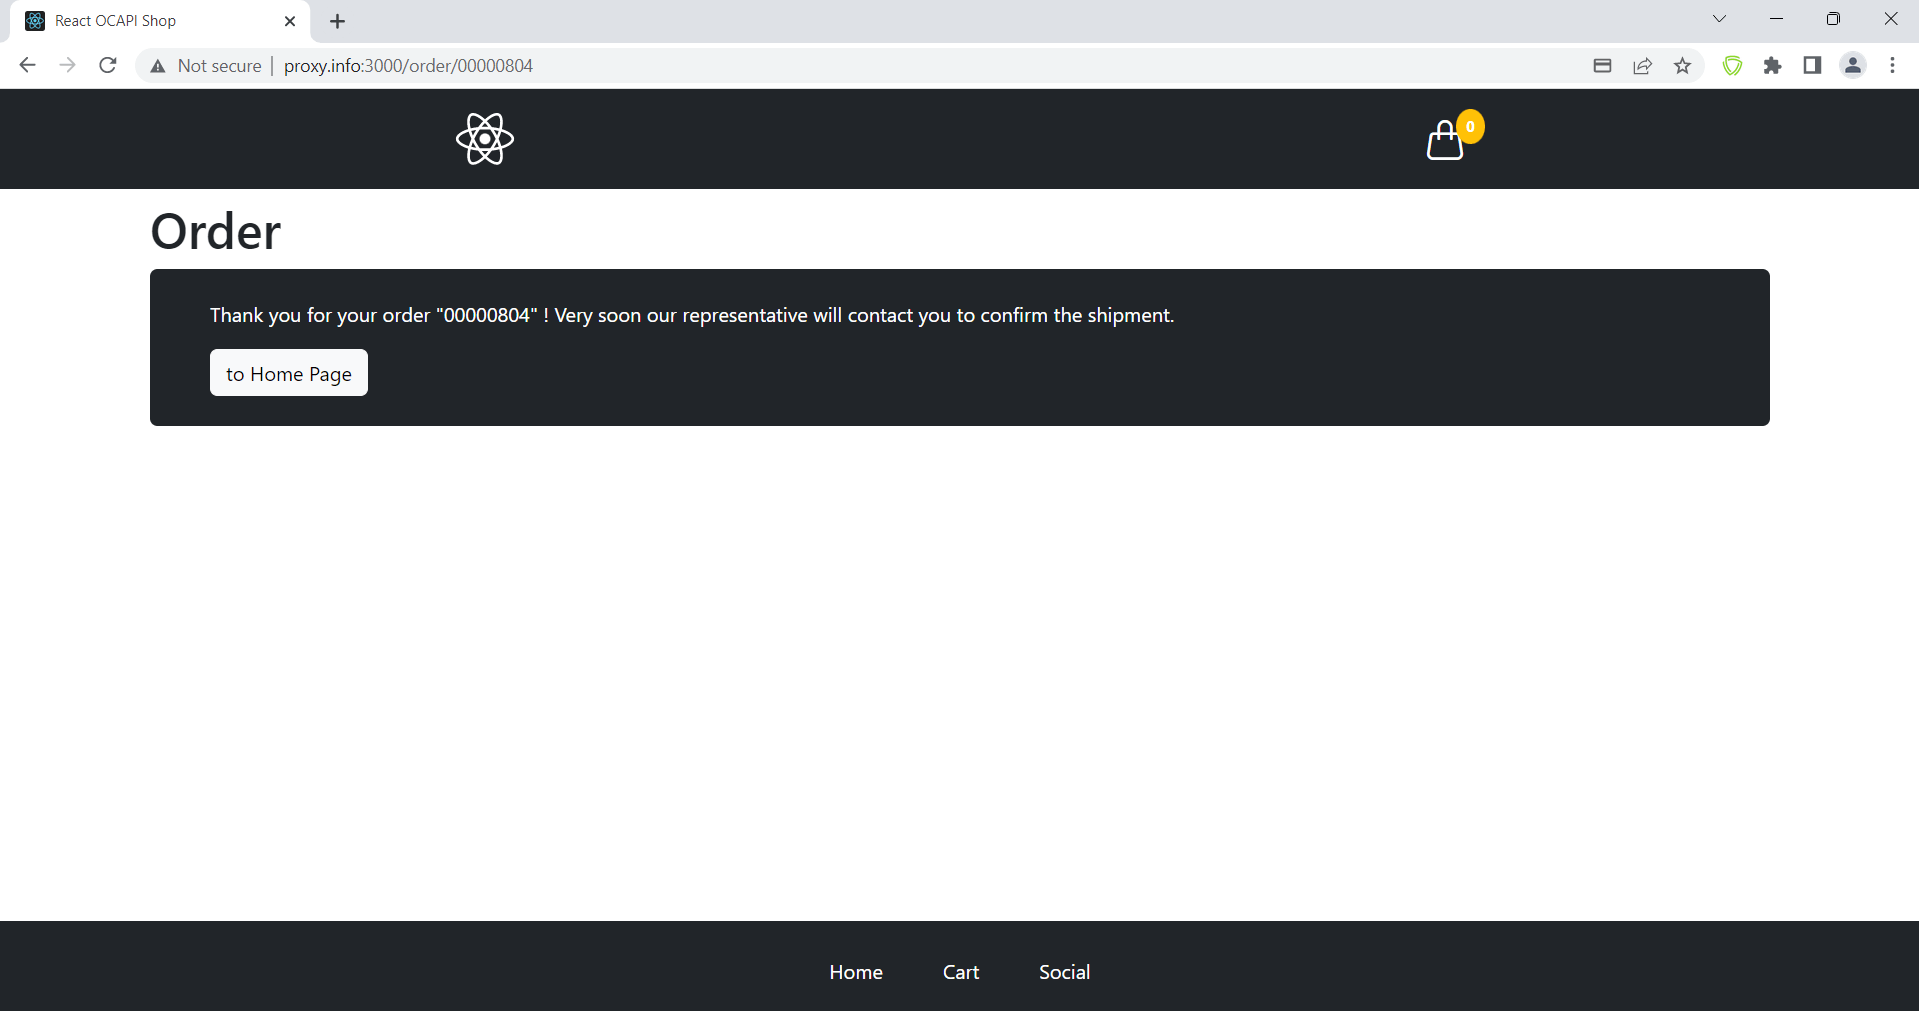 React OCAPI Shop
Not secure
proxy.info:3000/order/00000804
0
Order
Thank you for your order "00000804" ! Very soon our representative will contact you to confirm the shipment.
to Home Page
Home Cart Social